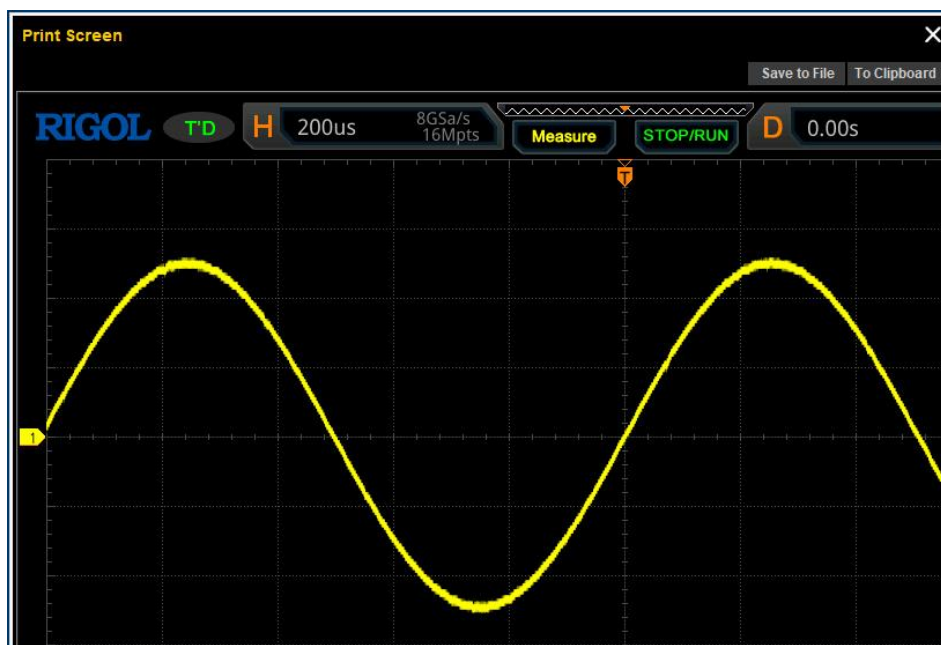 Print Screen
Save to File To Clipboard
RIGOL T'D H 200us 8GSa/s 16Mpts Measure STOP/RUN D 0.00s
T
1